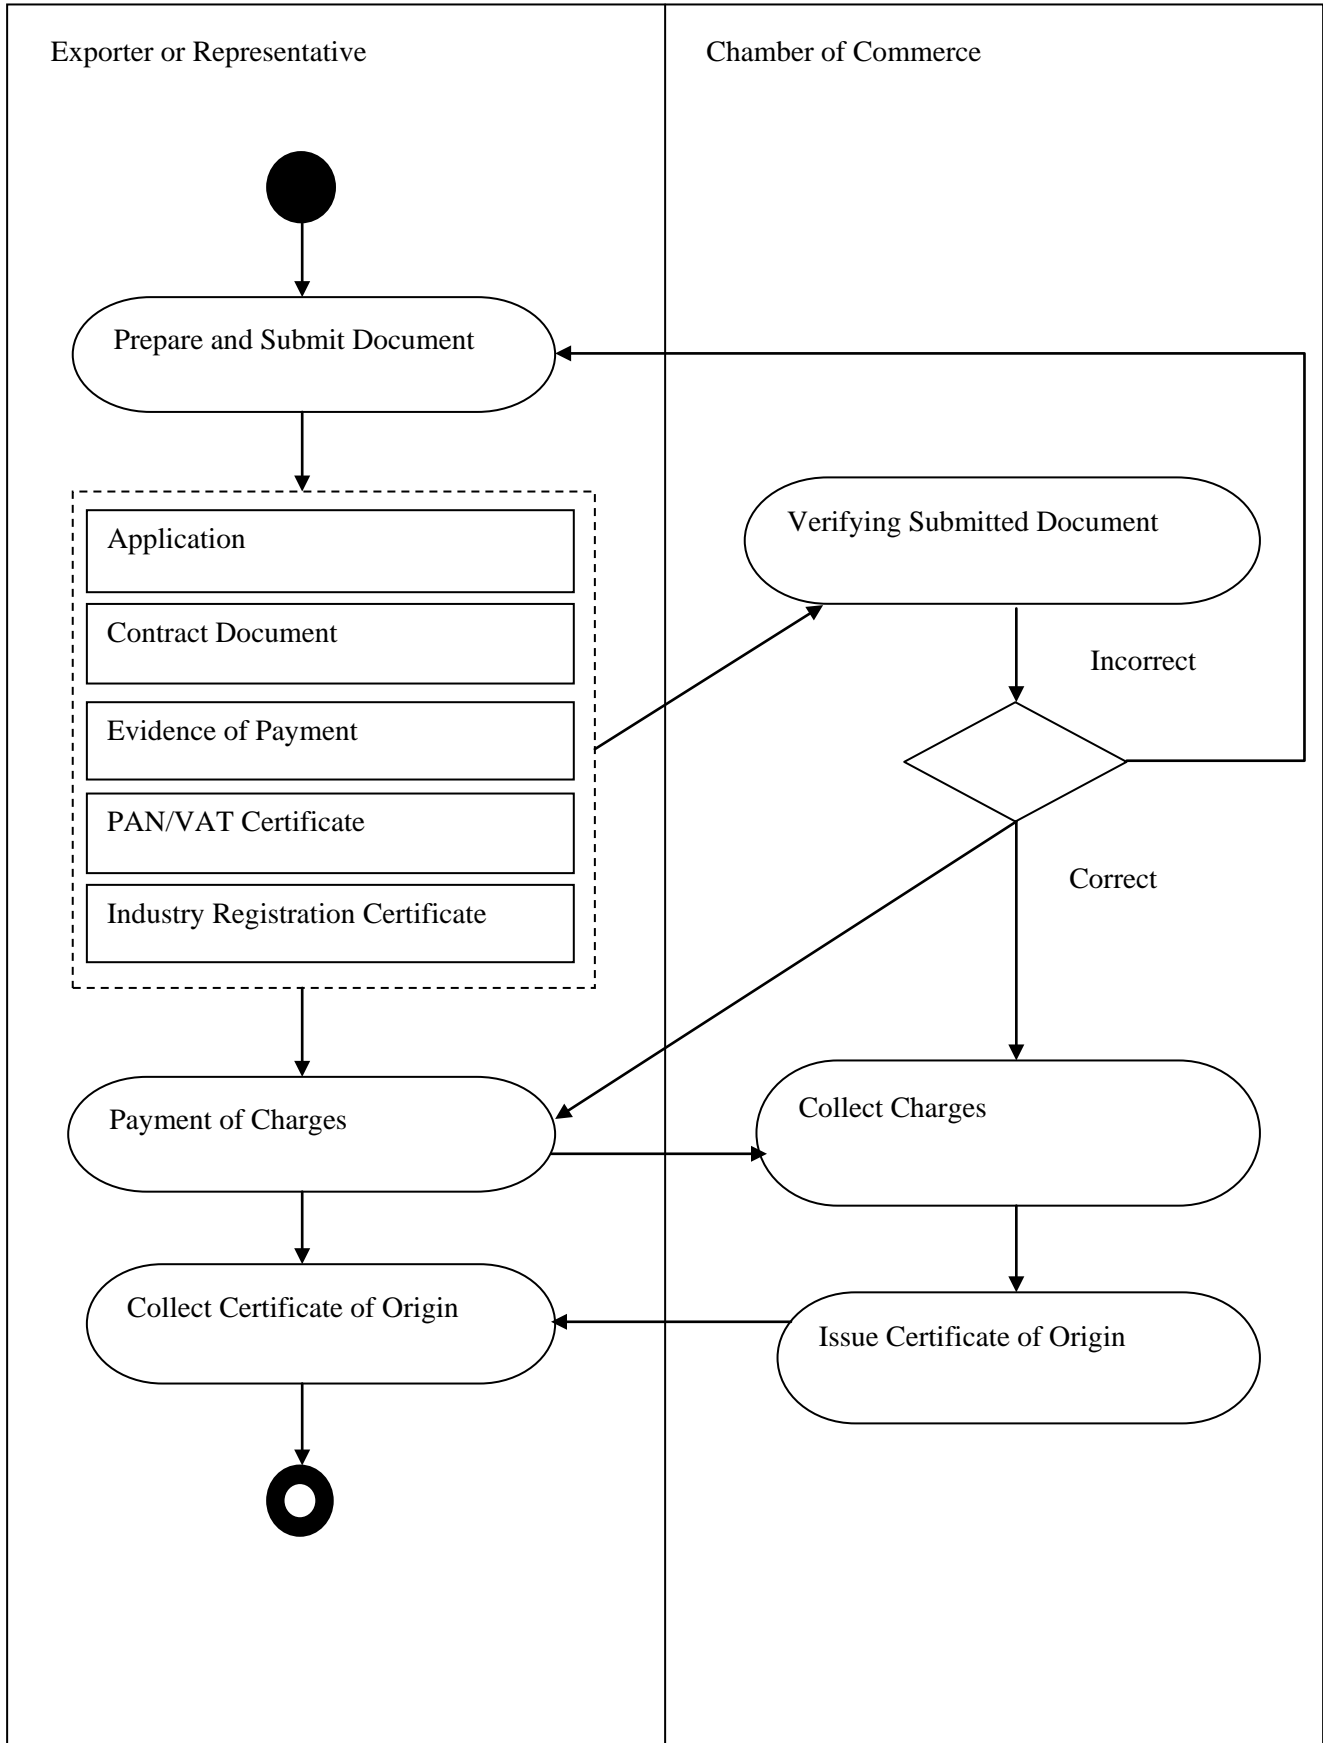 Exporter or Representative
Chamber of Commerce
Prepare and Submit Document
Application
Contract Document
Evidence of Payment
PAN/VAT Certificate
Industry Registration Certificate
Verifying Submitted Document
Incorrect
Correct
Payment of Charges
Collect Charges
Collect Certificate of Origin
Issue Certificate of Origin